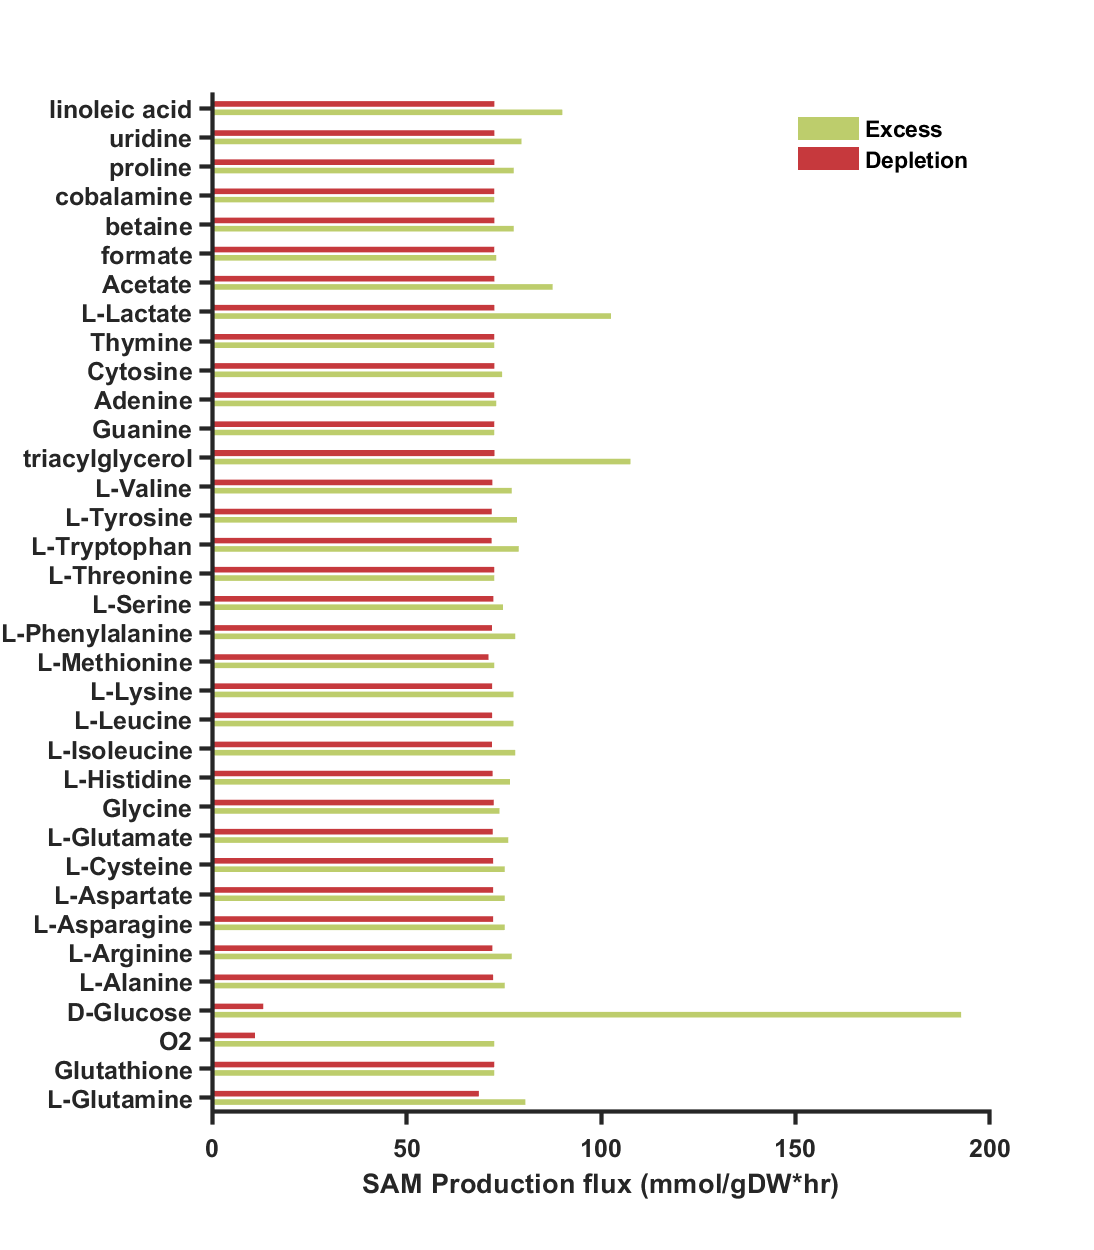 linoleic acid
uridine
proline
cobalamine
betaine
formate
Acetate
L-Lactate
Thymine
Cytosine
Adenine
Guanine
triacylglycerol
L-Valine
L-Tyrosine
L-Tryptophan
L-Threonine
L-Serine
L-Phenylalanine
L-Methionine
L-Lysine
L-Leucine
L-Isoleucine
L-Histidine
Glycine
L-Glutamate
L-Cysteine
L-Aspartate
L-Asparagine
L-Arginine
L-Alanine
D-Glucose
O2
Glutathione
L-Glutamine
Excess
Depletion
0 50 100 150 200
SAM Production flux (mmol/gDW*hr)